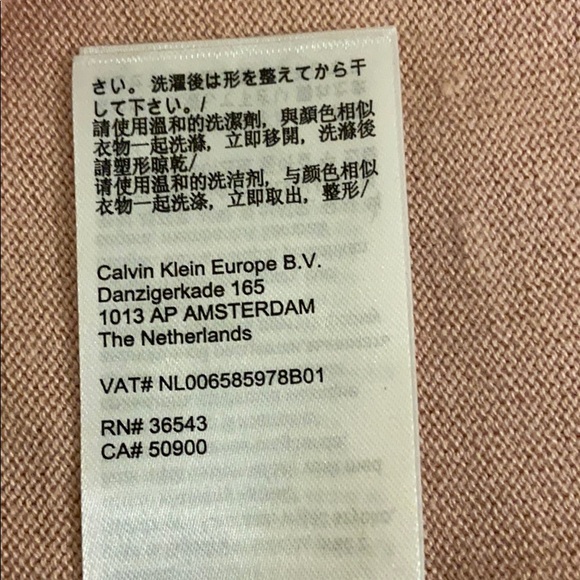 さい。洗濯後は形を整えてから干
して下さい。/
請使用溫和的洗潔劑，與顏色相似
衣物一起洗滌，立即移開，洗滌後
請塑形晾乾/
请使用温和的洗洁剂，与颜色相似
衣物一起洗涤，立即取出，整形/
Calvin Klein Europe B.V.
Danzigerkade 165
1013 AP AMSTERDAM
The Netherlands
VAT# NL006585978B01
RN# 36543
CA# 50900